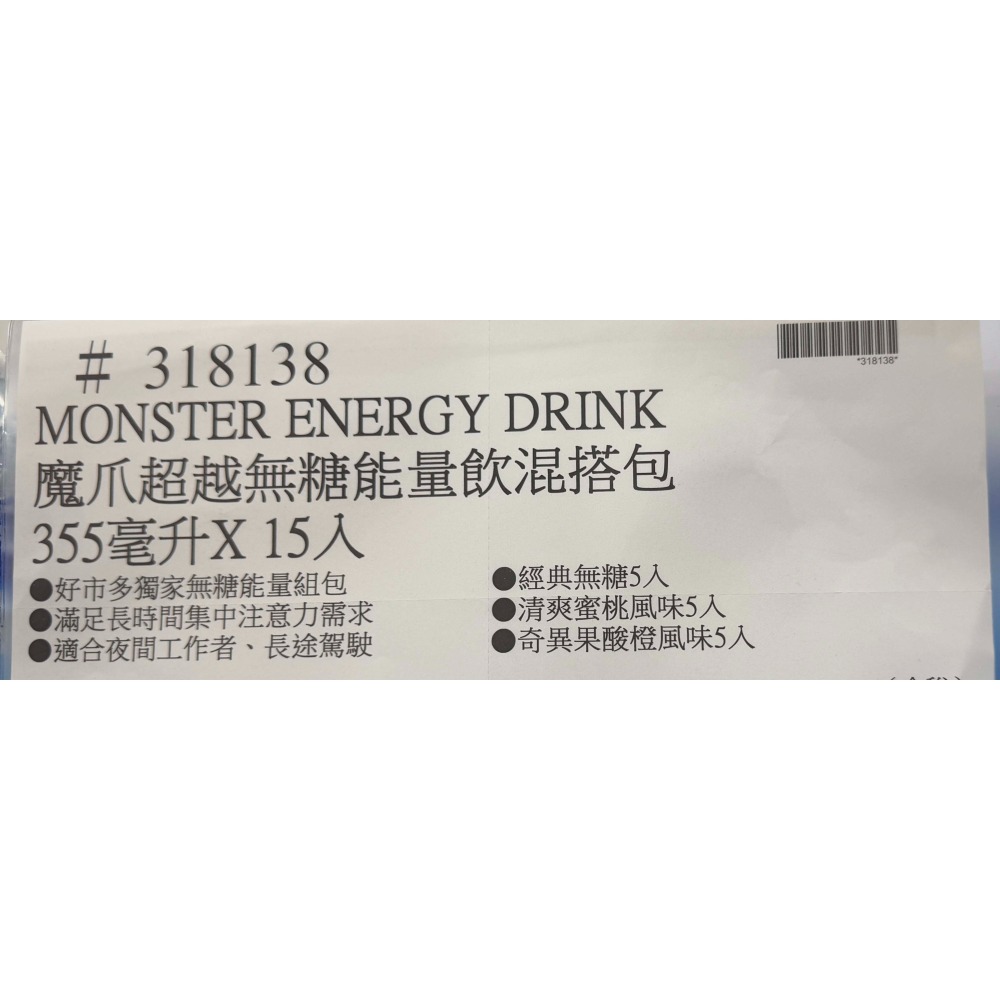 # 318138
*318138*
MONSTER ENERGY DRINK
魔爪超越無糖能量飲混搭包
355毫升X 15入
●好市多獨家無糖能量組包
●滿足長時間集中注意力需求
●適合夜間工作者、長途駕駛
●經典無糖5入
●清爽蜜桃風味5入
●奇異果酸橙風味5入